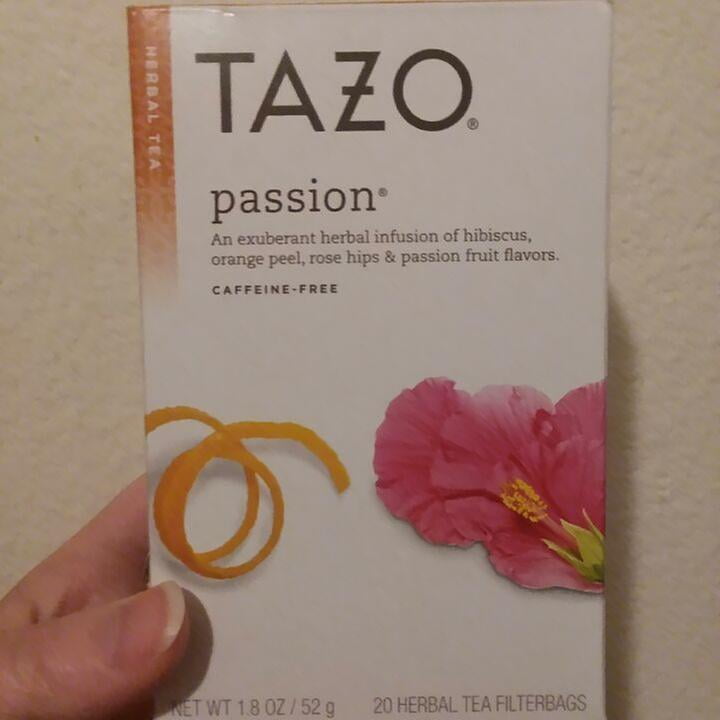 HERBAL TEA
TAZO®
passion®
An exuberant herbal infusion of hibiscus,
orange peel, rose hips & passion fruit flavors.
CAFFEINE-FREE
NET WT 1.8 OZ / 52 g
20 HERBAL TEA FILTERBAGS